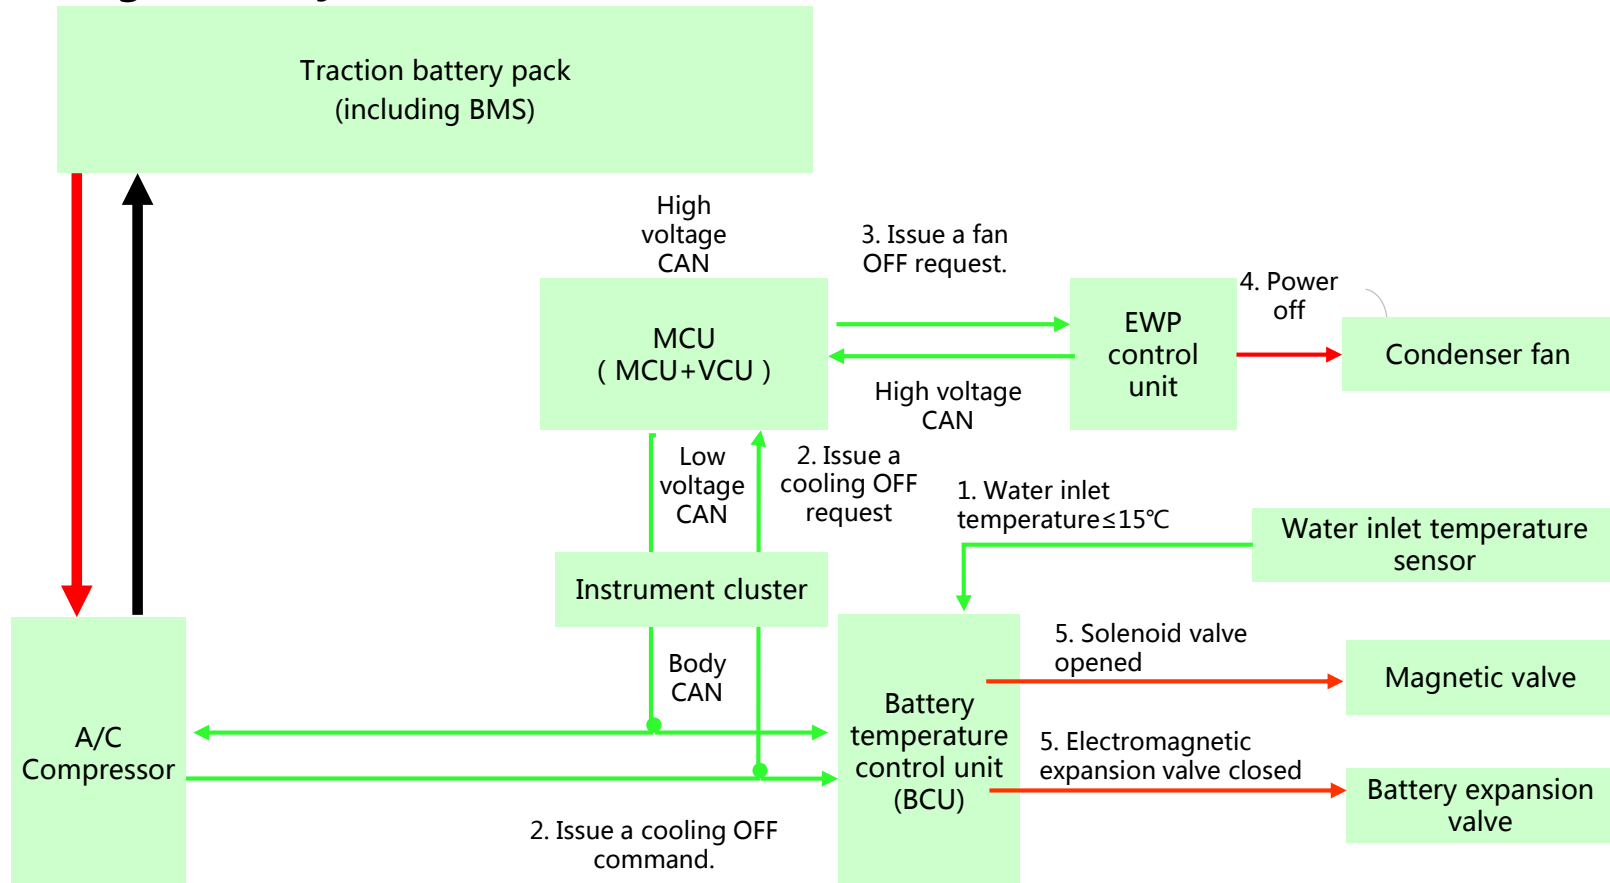 Traction battery pack
(including BMS)
High
voltage
CAN
3. Issue a fan
OFF request.
4. Power
off
MCU
( MCU+VCU )
EWP
control
unit
Condenser fan
High voltage
CAN
Low
voltage
CAN
2. Issue a
cooling OFF
request
1. Water inlet
temperature≤15℃
Water inlet temperature
sensor
Instrument cluster
5. Solenoid valve
opened
Magnetic valve
Body
CAN
A/C
Compressor
Battery
temperature
control unit
(BCU)
5. Electromagnetic
expansion valve closed
Battery expansion
valve
2. Issue a cooling OFF
command.